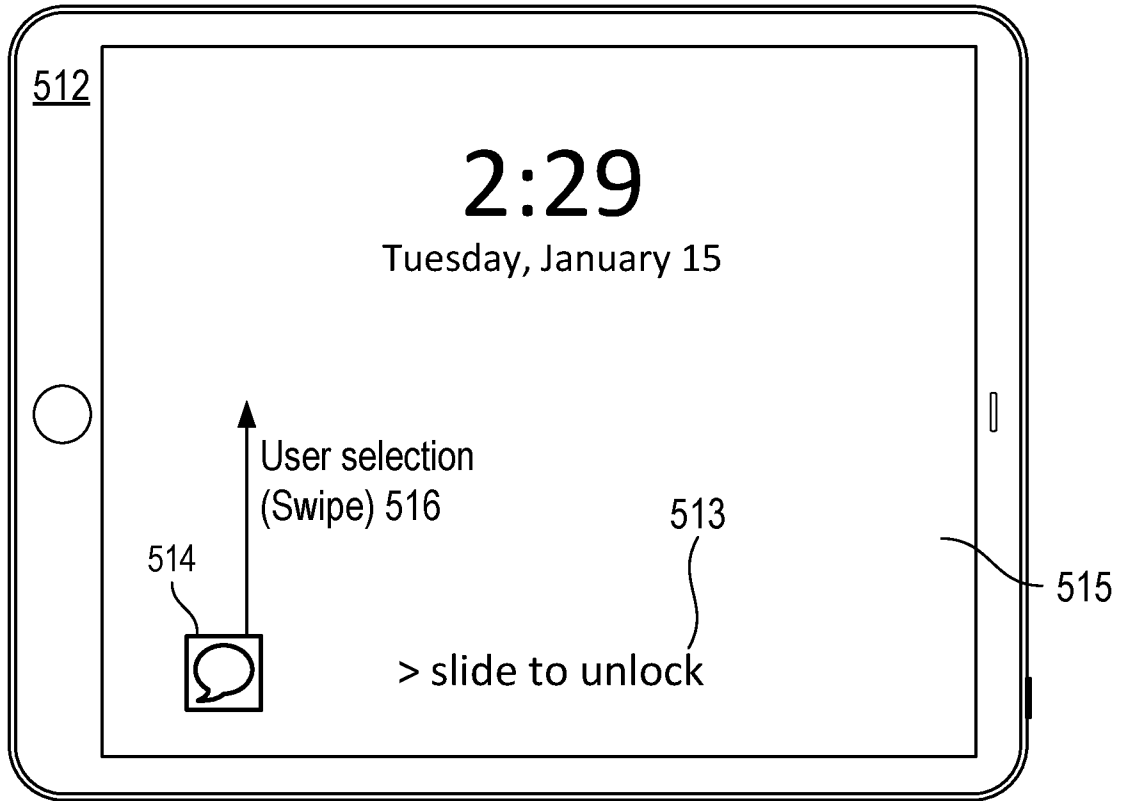 512
2:29
Tuesday, January 15
User selection
(Swipe) 516
513
514
515
> slide to unlock